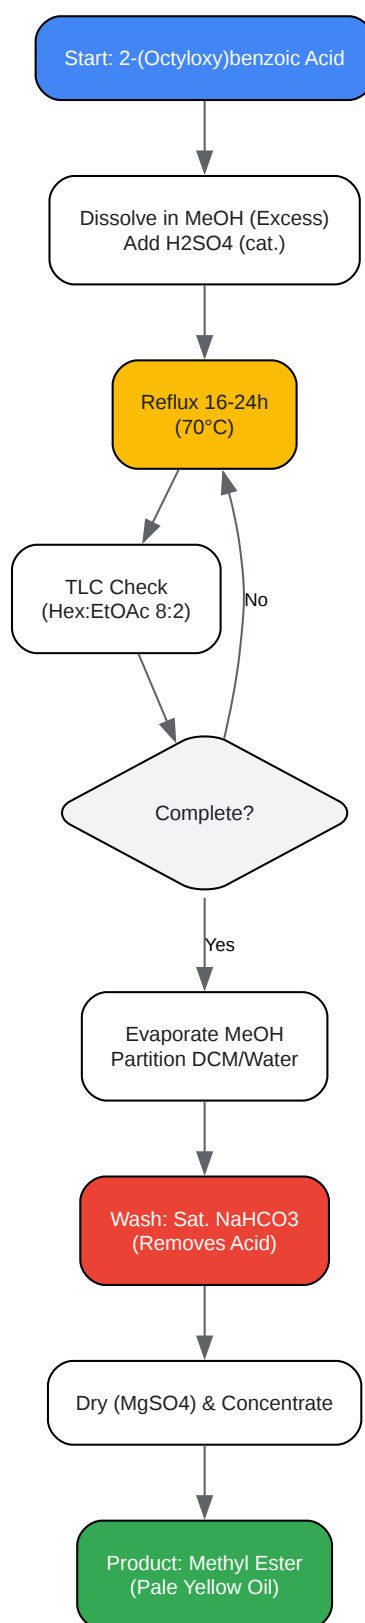 Start: 2-(Octyloxy)benzoic Acid
Dissolve in MeOH (Excess)
Add H2SO4 (cat.)
Reflux 16-24h
(70°C)
TLC Check
(Hex:EtOAc 8:2)
No
Complete?
Yes
Evaporate MeOH
Partition DCM/Water
Wash: Sat. NaHCO3
(Removes Acid)
Dry (MgSO4) & Concentrate
Product: Methyl Ester
(Pale Yellow Oil)